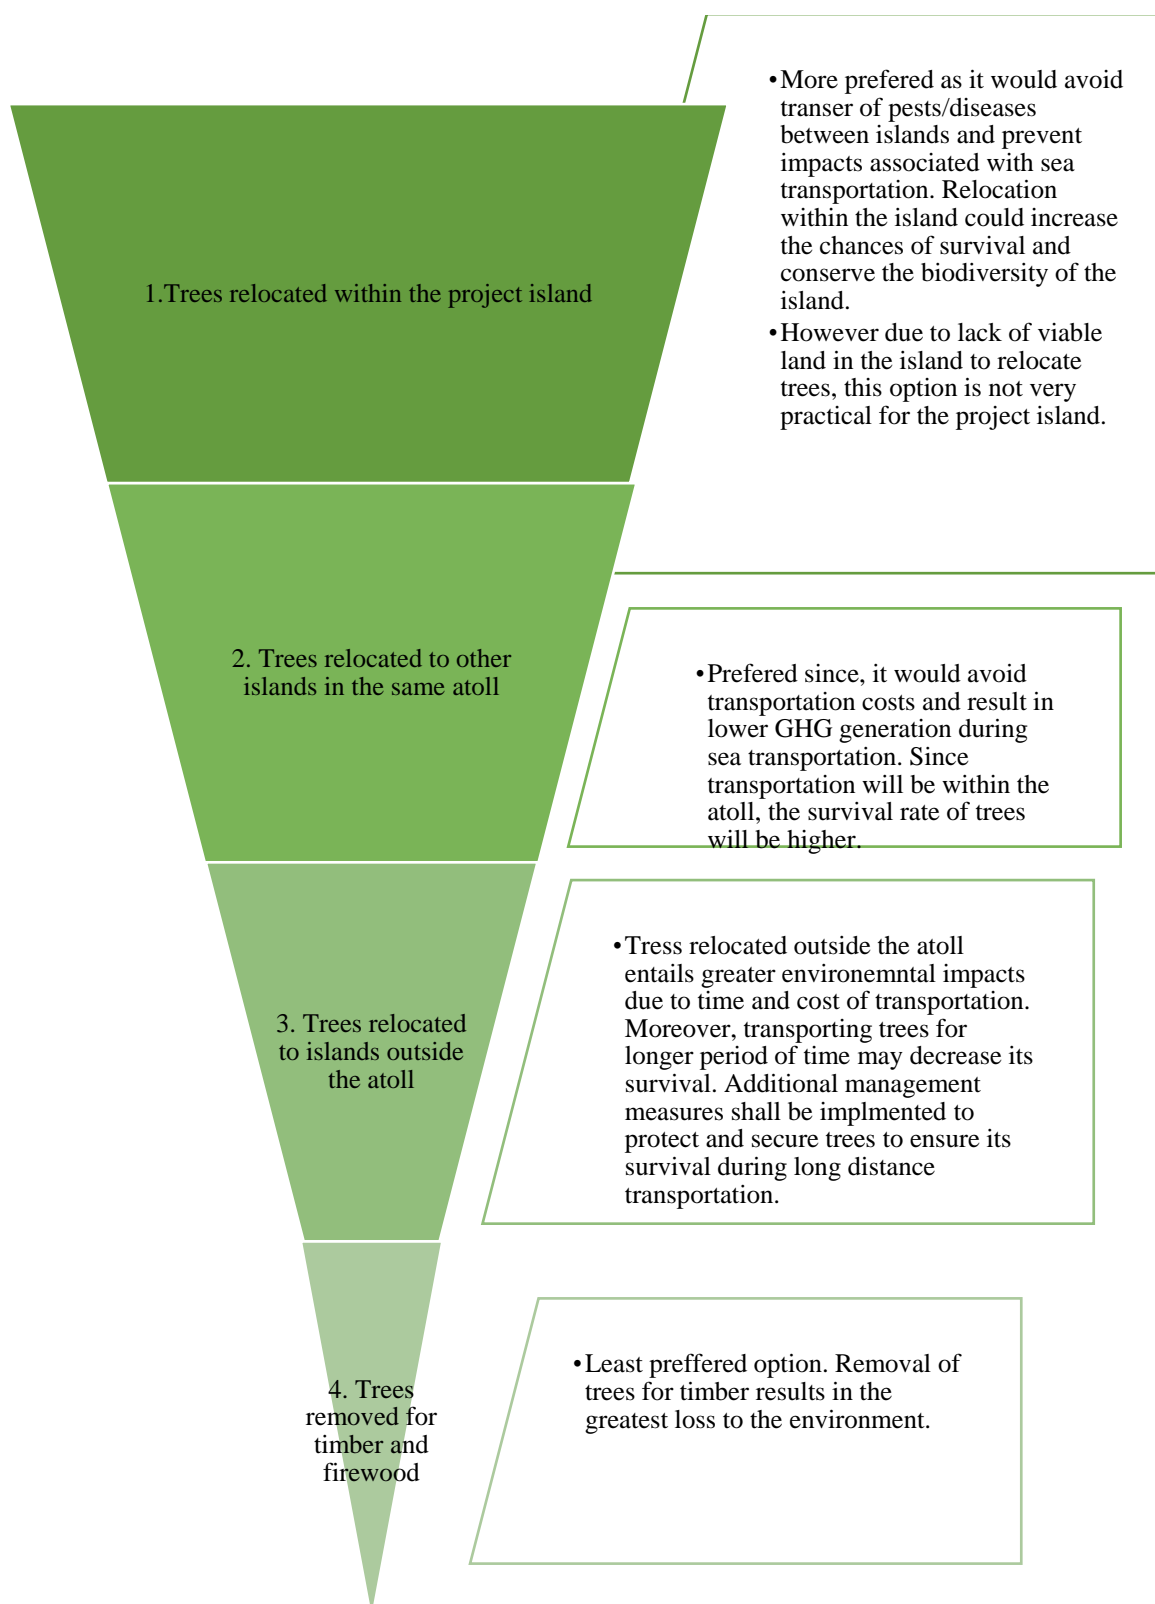 1.Trees relocated within the project island
•More prefered as it would avoid
transer of pests/diseases
between islands and prevent
impacts associated with sea
transportation. Relocation
within the island could increase
the chances of survival and
conserve the biodiversity of the
island.
•However due to lack of viable
land in the island to relocate
trees, this option is not very
practical for the project island.
2. Trees relocated to other
islands in the same atoll
•Prefered since, it would avoid
transportation costs and result in
lower GHG generation during
sea transportation. Since
transportation will be within the
atoll, the survival rate of trees
will be higher.
3. Trees relocated
to islands outside
the atoll
•Tress relocated outside the atoll
entails greater environemntal impacts
due to time and cost of transportation.
Moreover, transporting trees for
longer period of time may decrease its
survival. Additional management
measures shall be implmented to
protect and secure trees to ensure its
survival during long distance
transportation.
4. Trees
removed for
timber and
firewood
•Least preffered option. Removal of
trees for timber results in the
greatest loss to the environment.